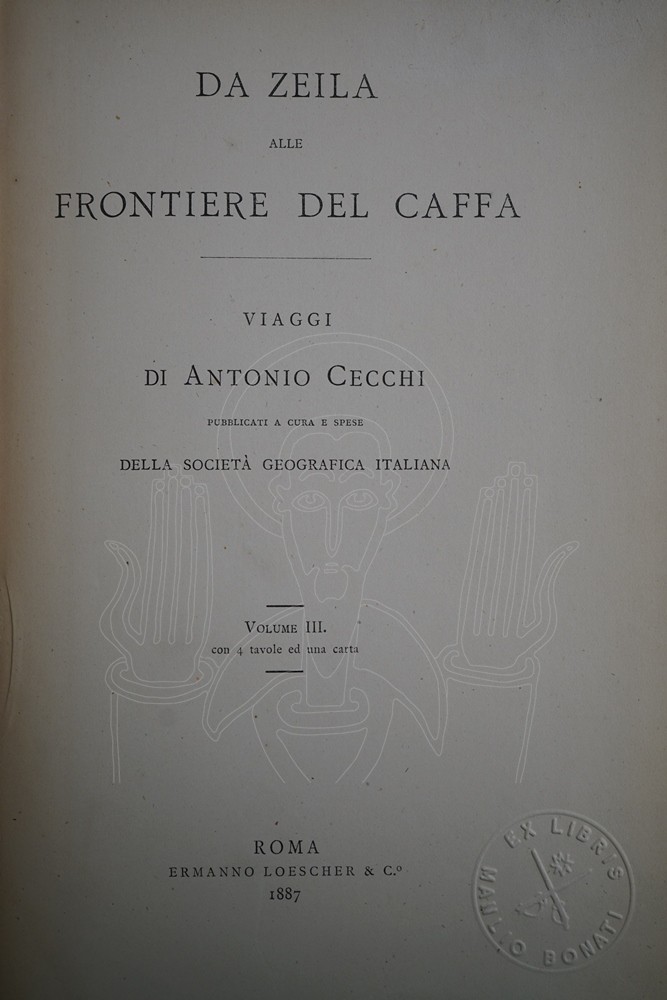 DA ZEILA
ALLE
FRONTIERE DEL CAFFA
VIAGGI
DI ANTONIO CECCHI
PUBBLICATI A CURA E SPESE
DELLA SOCIETÀ GEOGRAFICA ITALIANA
VOLUME III.
con 4 tavole ed una carta
ROMA
ERMANNO LOESCHER & C.º
1887
EX LIBRIS
MANLIO BONATI